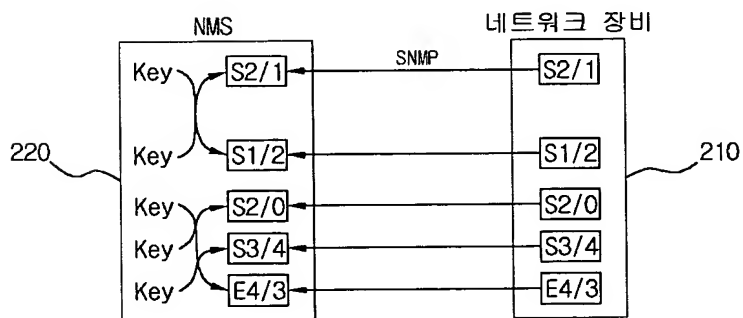 NMS
네트워크 장비
Key S2/1 SNMP S2/1
Key S1/2 S1/2
220 210
Key S2/0 S2/0
Key S3/4 S3/4
Key E4/3 E4/3